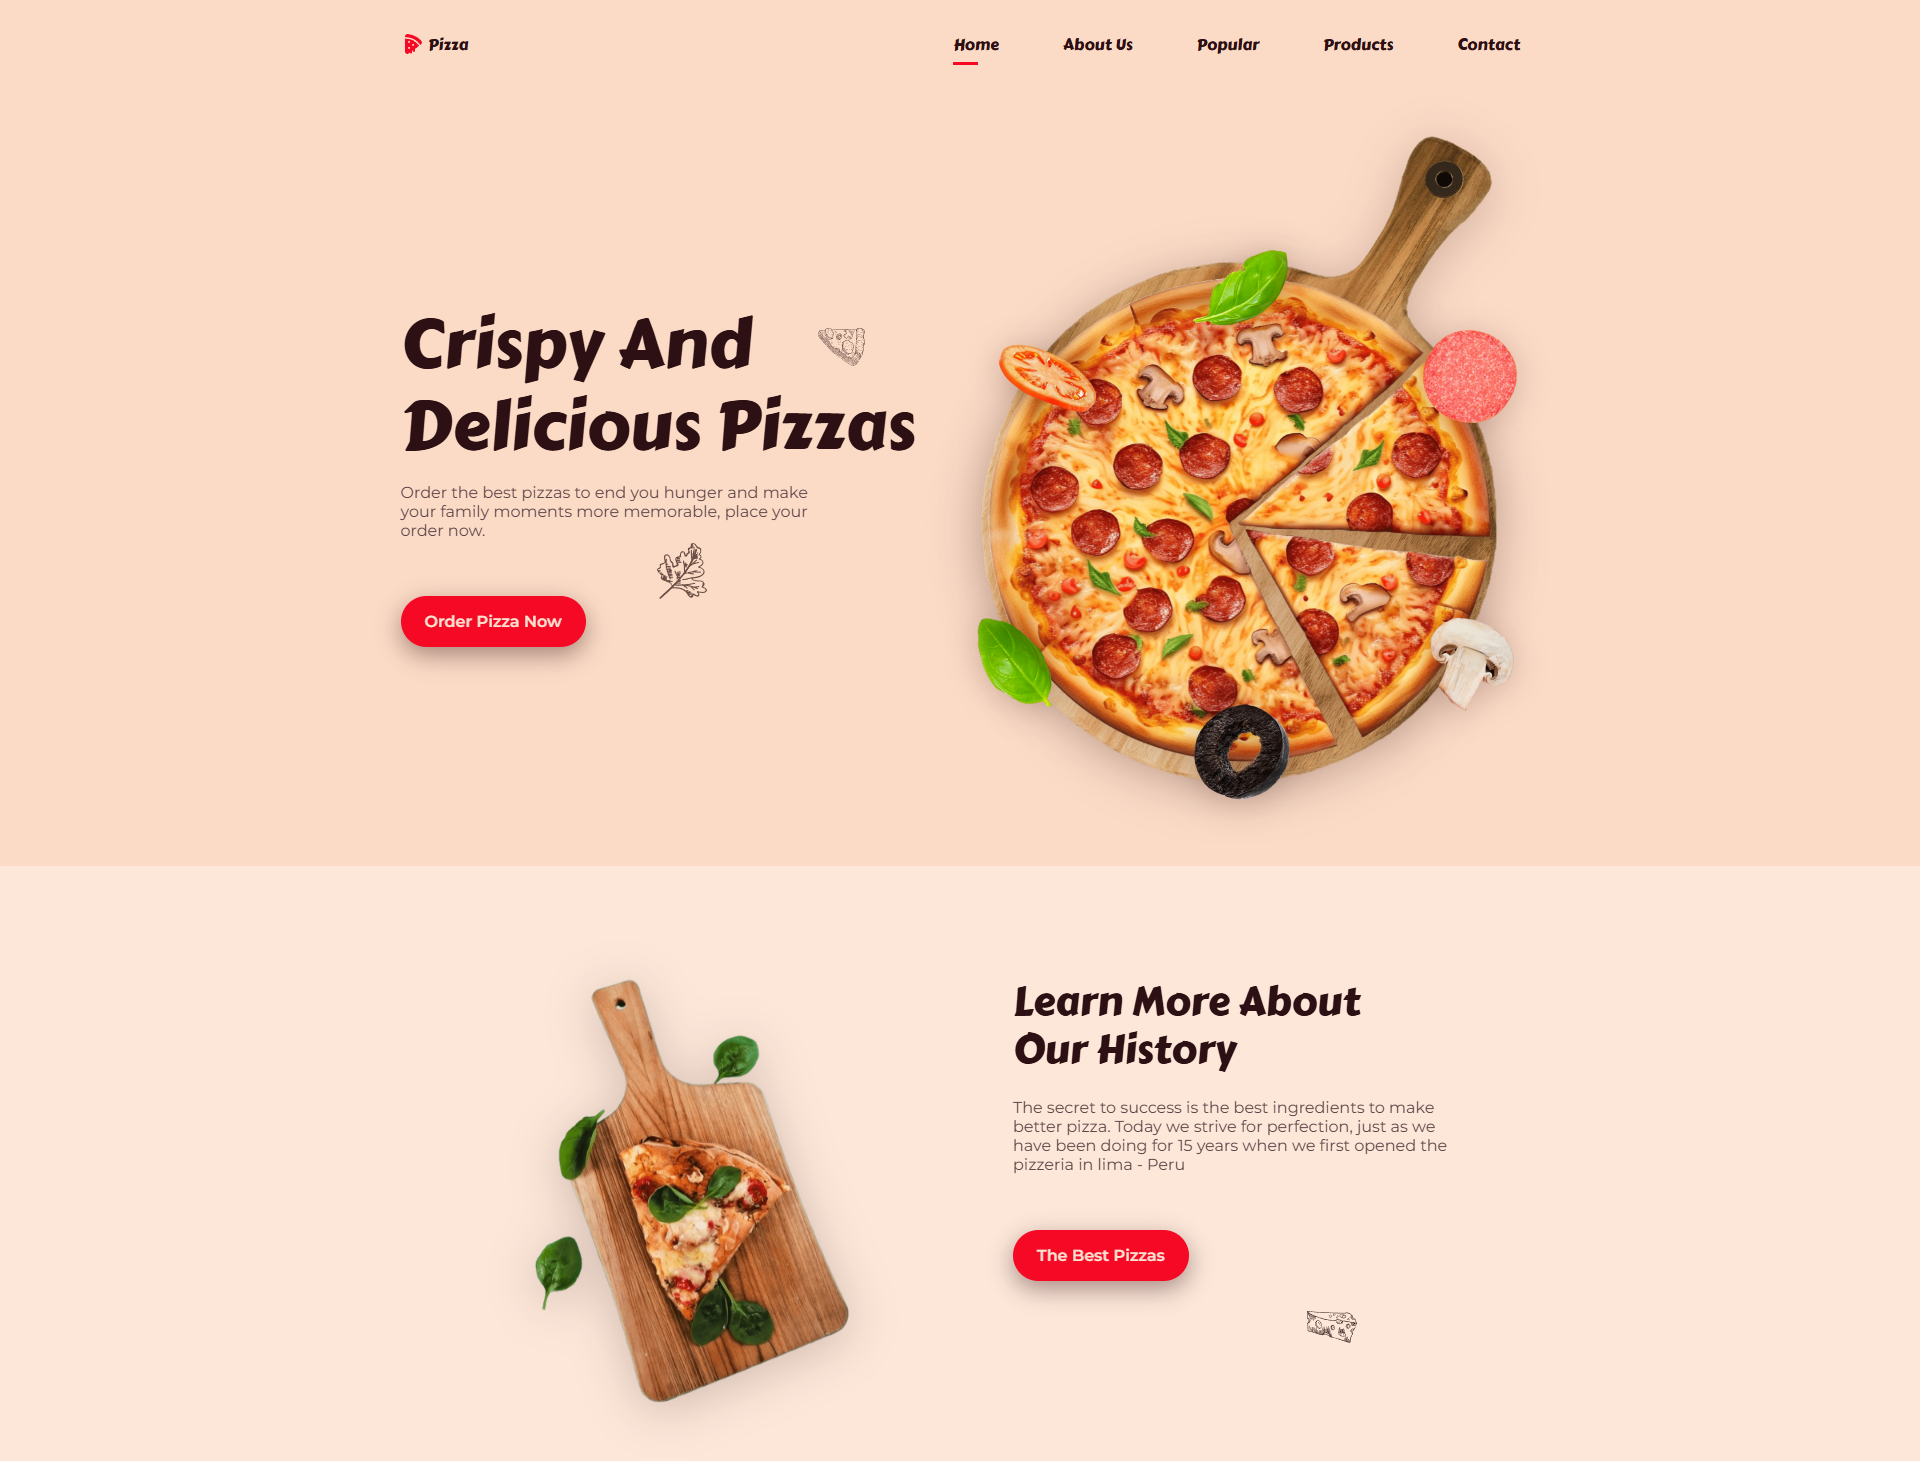 Pizza
Home
About Us
Popular
Products
Contact
Crispy And
Delicious Pizzas
Order the best pizzas to end you hunger and make
your family moments more memorable, place your
order now.
Order Pizza Now
Learn More About
Our History
The secret to success is the best ingredients to make
better pizza. Today we strive for perfection, just as we
have been doing for 15 years when we first opened the
pizzeria in lima - Peru
The Best Pizzas